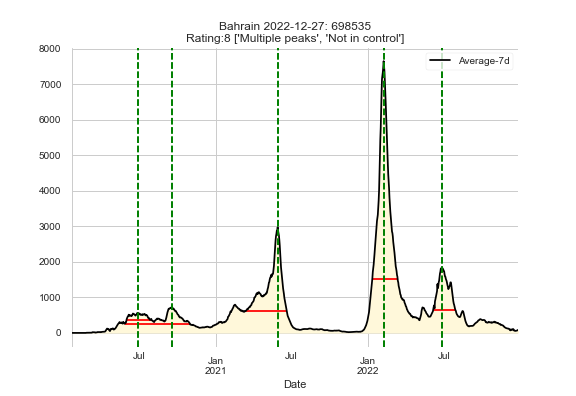 Bahrain 2022-12-27: 698535
Rating:8 ['Multiple peaks', 'Not in control']
Average-7d
8000
7000
6000
5000
4000
3000
2000
1000
0
Jul
Jan
2021
Jul
Jan
2022
Jul
Date